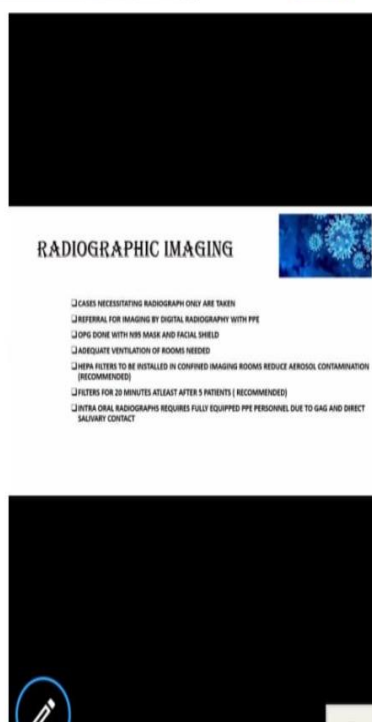 RADIOGRAPHIC IMAGING
❑CASES NECESSITATING RADIOGRAPH ONLY ARE TAKEN
❑REFERRAL FOR IMAGING BY DIGITAL RADIOGRAPHY WITH PPE
❑OPG DONE WITH N95 MASK AND FACIAL SHIELD
❑ADEQUATE VENTILATION OF ROOMS NEEDED
❑HEPA FILTERS TO BE INSTALLED IN CONFINED IMAGING ROOMS REDUCE AEROSOL CONTAMINATION
(RECOMMENDED)
❑FILTERS FOR 20 MINUTES ATLEAST AFTER 5 PATIENTS ( RECOMMENDED)
❑INTRA ORAL RADIOGRAPHS REQUIRES FULLY EQUIPPED PPE PERSONNEL DUE TO GAG AND DIRECT
SALIVARY CONTACT